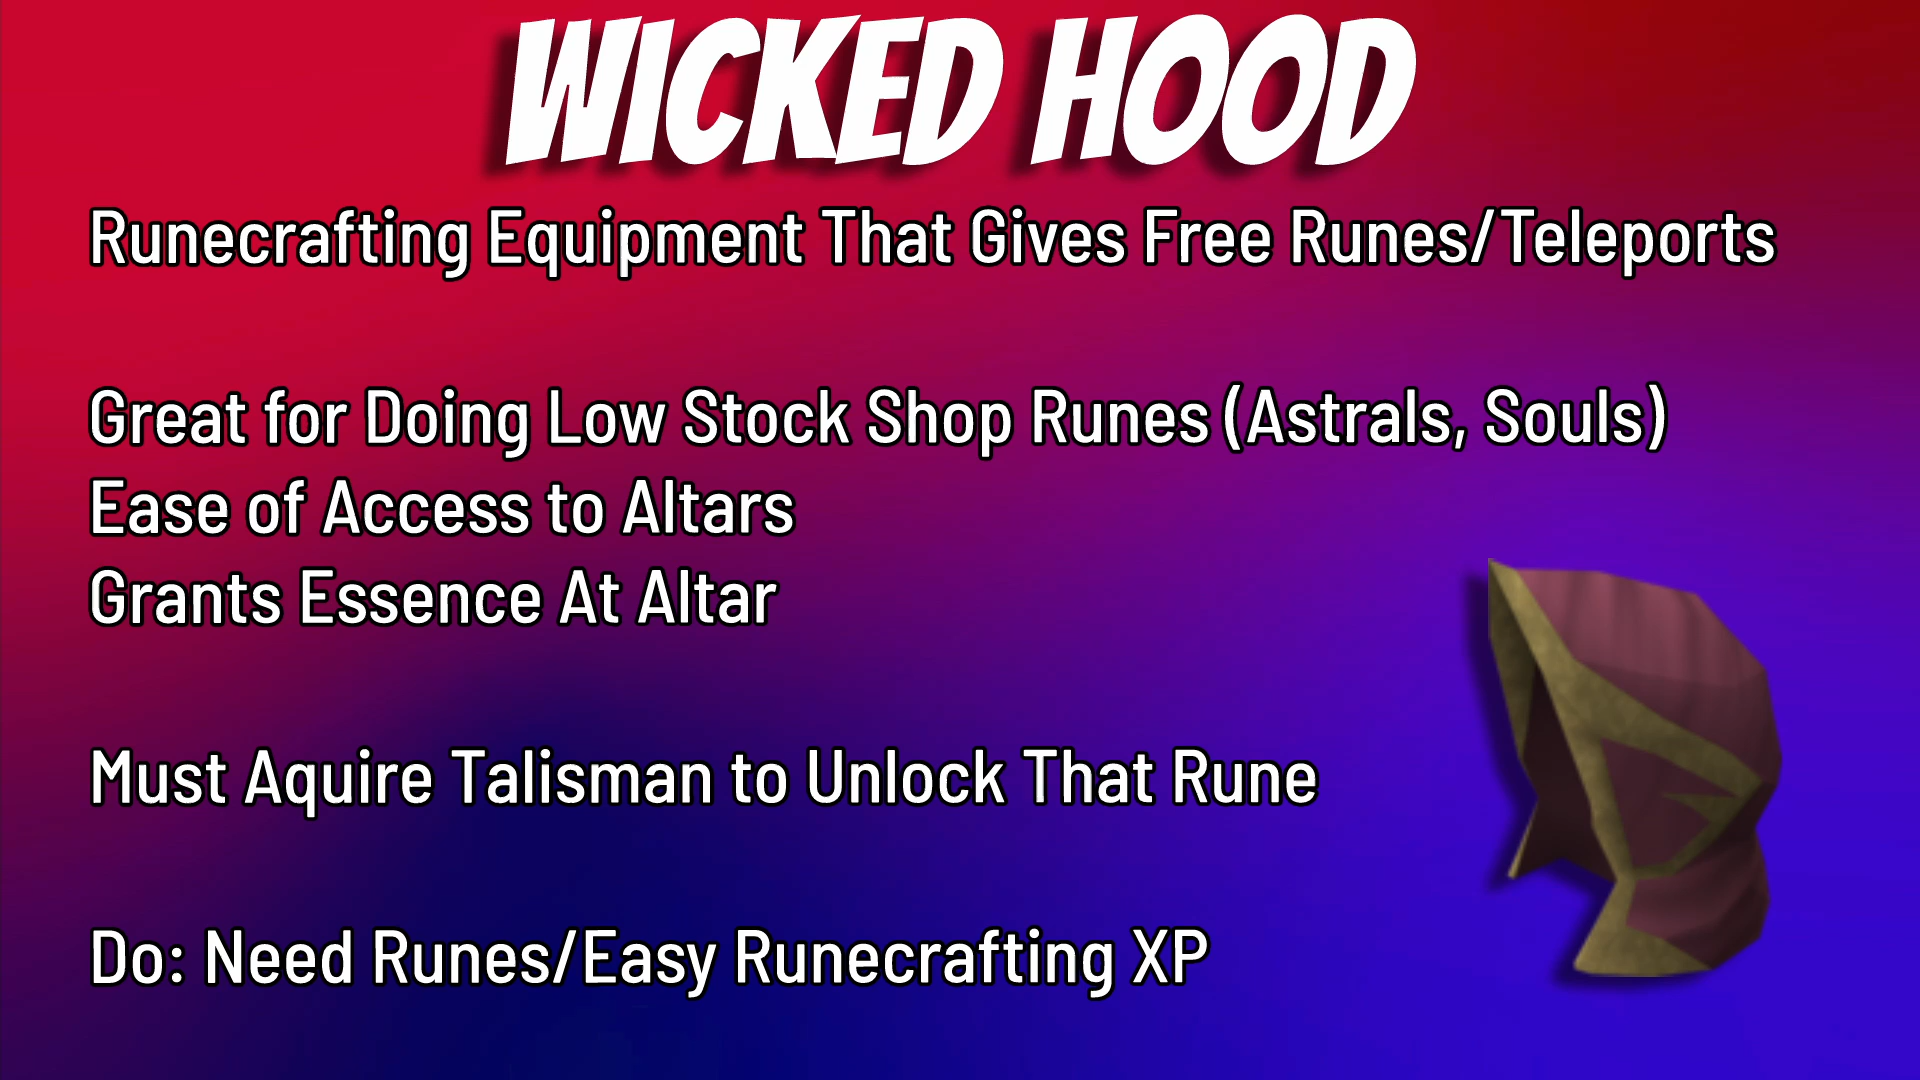 WICKED HOOD
Runecrafting Equipment That Gives Free Runes/Teleports
Great for Doing Low Stock Shop Runes (Astrals, Souls)
Ease of Access to Altars
Grants Essence At Altar
Must Aquire Talisman to Unlock That Rune
Do: Need Runes/Easy Runecrafting XP